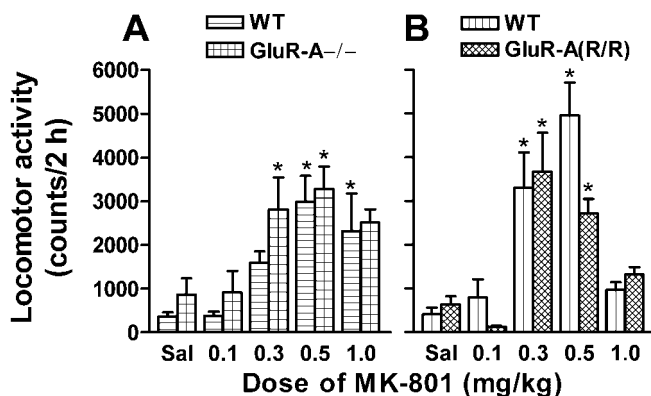 A
WT
GluR-A−/−
B
WT
GluR-A(R/R)
Locomotor activity
(counts/2 h)
6000
5000
4000
3000
2000
1000
0
* * * *
* * * *
Sal 0.1 0.3 0.5 1.0
Sal 0.1 0.3 0.5 1.0
Dose of MK-801 (mg/kg)